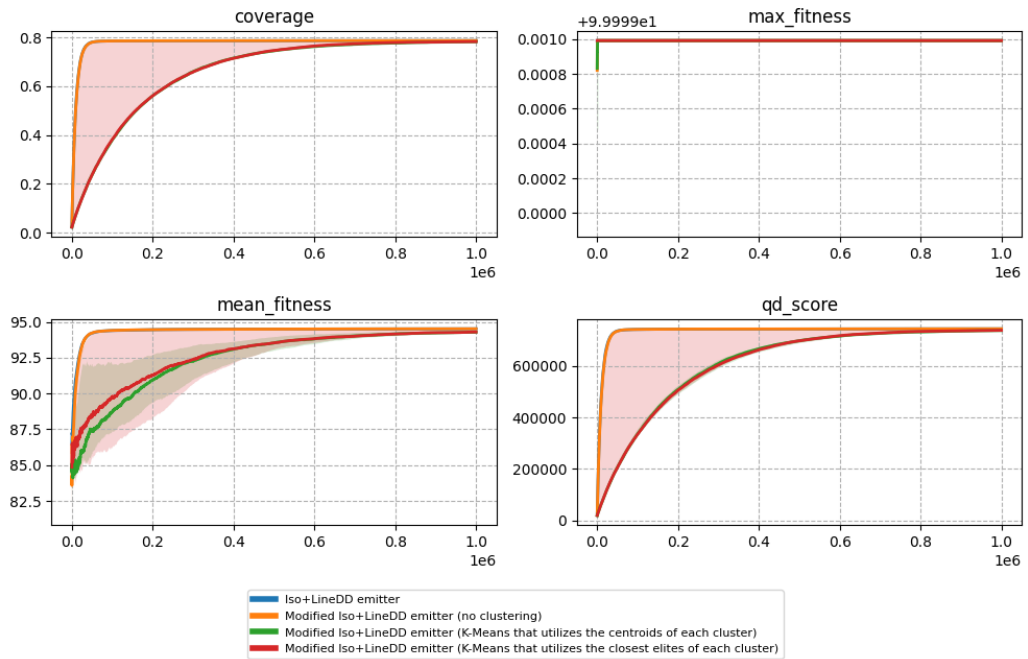 coverage
0.8
0.6
0.4
0.2
0.0
0.0 0.2 0.4 0.6 0.8 1.0
1e6
max_fitness
+9.9999e1
0.0010
0.0008
0.0006
0.0004
0.0002
0.0000
0.0 0.2 0.4 0.6 0.8 1.0
1e6
mean_fitness
95.0
92.5
90.0
87.5
85.0
82.5
0.0 0.2 0.4 0.6 0.8 1.0
1e6
qd_score
600000
400000
200000
0
0.0 0.2 0.4 0.6 0.8 1.0
1e6
Iso+LineDD emitter
Modified Iso+LineDD emitter (no clustering)
Modified Iso+LineDD emitter (K-Means that utilizes the centroids of each cluster)
Modified Iso+LineDD emitter (K-Means that utilizes the closest elites of each cluster)